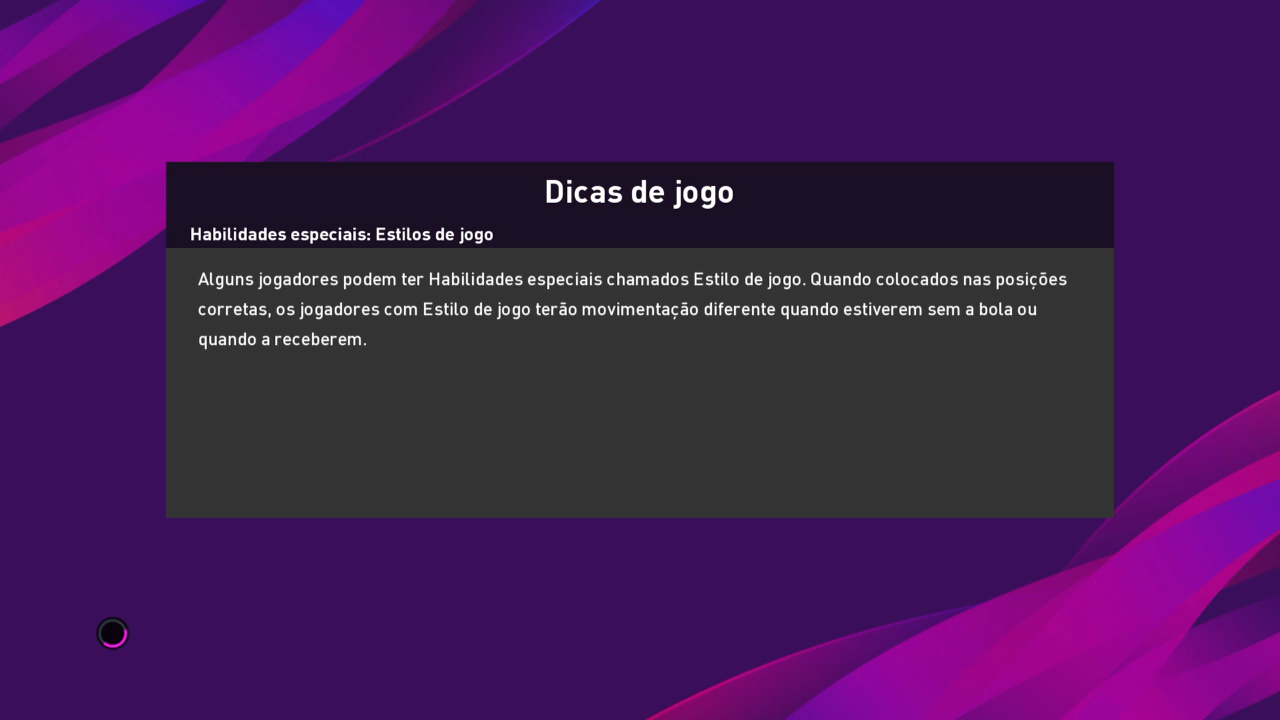 Dicas de jogo
Habilidades especiais: Estilos de jogo
Alguns jogadores podem ter Habilidades especiais chamados Estilo de jogo. Quando colocados nas posições
corretas, os jogadores com Estilo de jogo terão movimentação diferente quando estiverem sem a bola ou
quando a receberem.